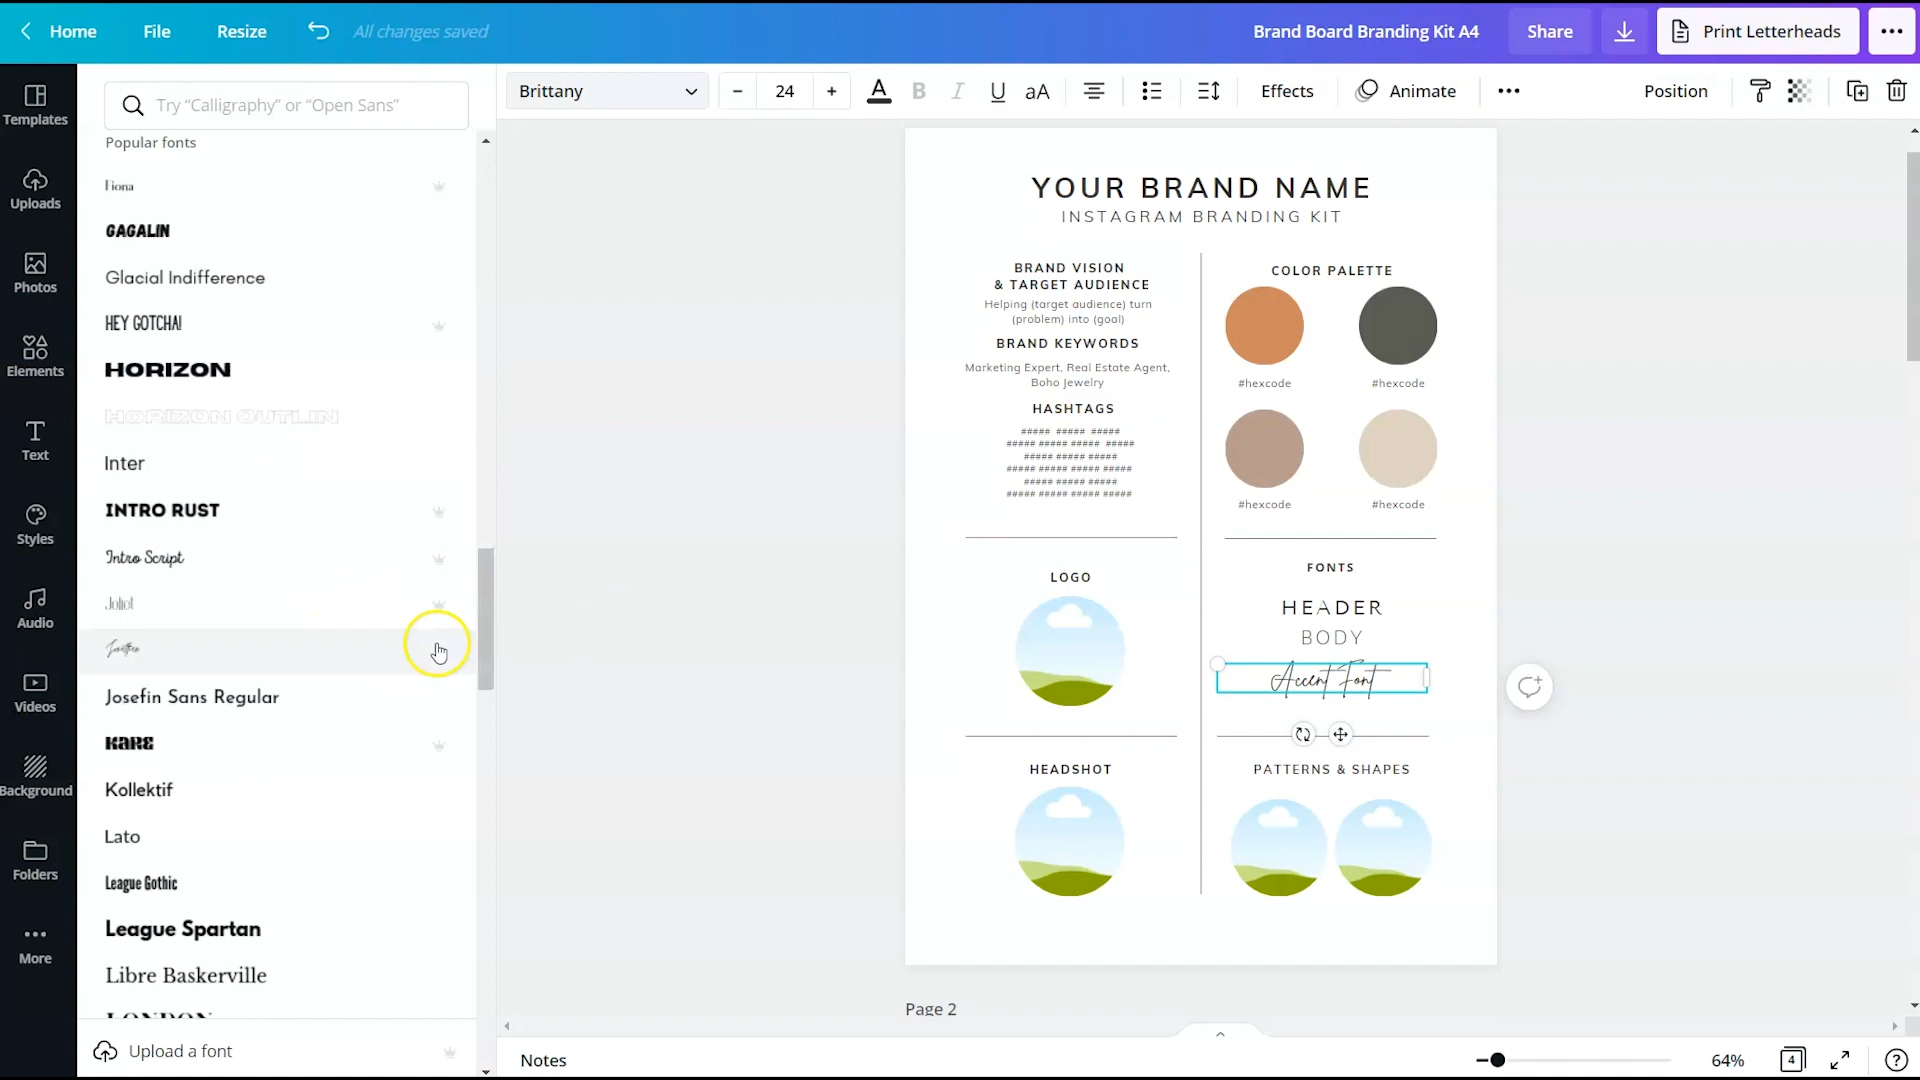 Home
File
Resize
All changes saved
Brand Board Branding Kit A4
Share
Print Letterheads
Templates
Uploads
Photos
Elements
Text
Styles
Audio
Videos
Background
Folders
More
Try “Calligraphy” or “Open Sans”
Popular fonts
Fiona
GAGALIN
Glacial Indifference
HEY GOTCHA!
HORIZON
HORIZON OUTLIN
Inter
INTRO RUST
Intro Script
Joliet
Josefin Sans Regular
KARE
Kollektif
Lato
League Gothic
League Spartan
Libre Baskerville
LONDON
Upload a font
Brittany
– 24 +
A B I U aA
Effects
Animate
Position
YOUR BRAND NAME
INSTAGRAM BRANDING KIT
BRAND VISION
& TARGET AUDIENCE
Helping (target audience) turn
(problem) into (goal)
BRAND KEYWORDS
Marketing Expert, Real Estate Agent,
Boho Jewelry
HASHTAGS
##### ##### #####
##### ##### ##### #####
##### ##### #####
##### ##### ##### #####
##### ##### #####
##### ##### ##### #####
LOGO
HEADSHOT
COLOR PALETTE
#hexcode
#hexcode
#hexcode
#hexcode
FONTS
HEADER
BODY
Accent Font
PATTERNS & SHAPES
Page 2
Notes
64%
4
?